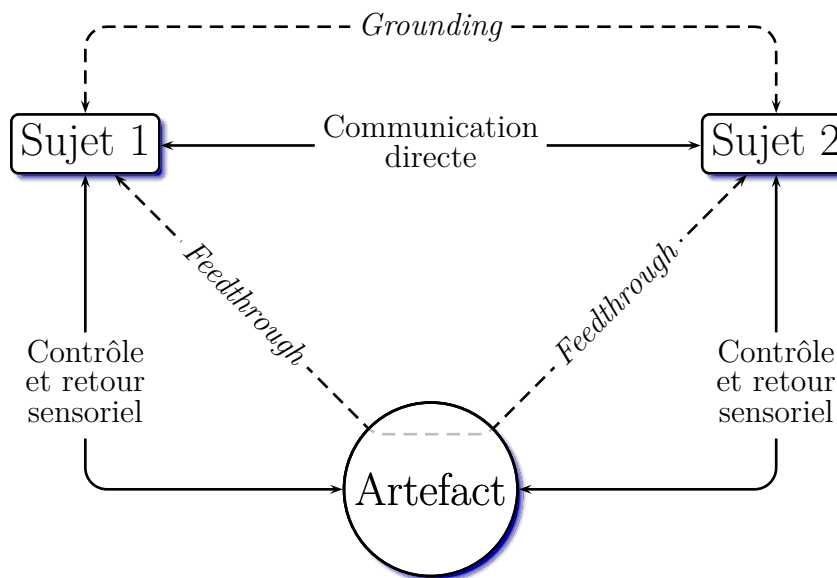 Grounding
Sujet 1
Communication
directe
Sujet 2
Feedthrough
Feedthrough
Contrôle
et retour
sensoriel
Contrôle
et retour
sensoriel
Artefact